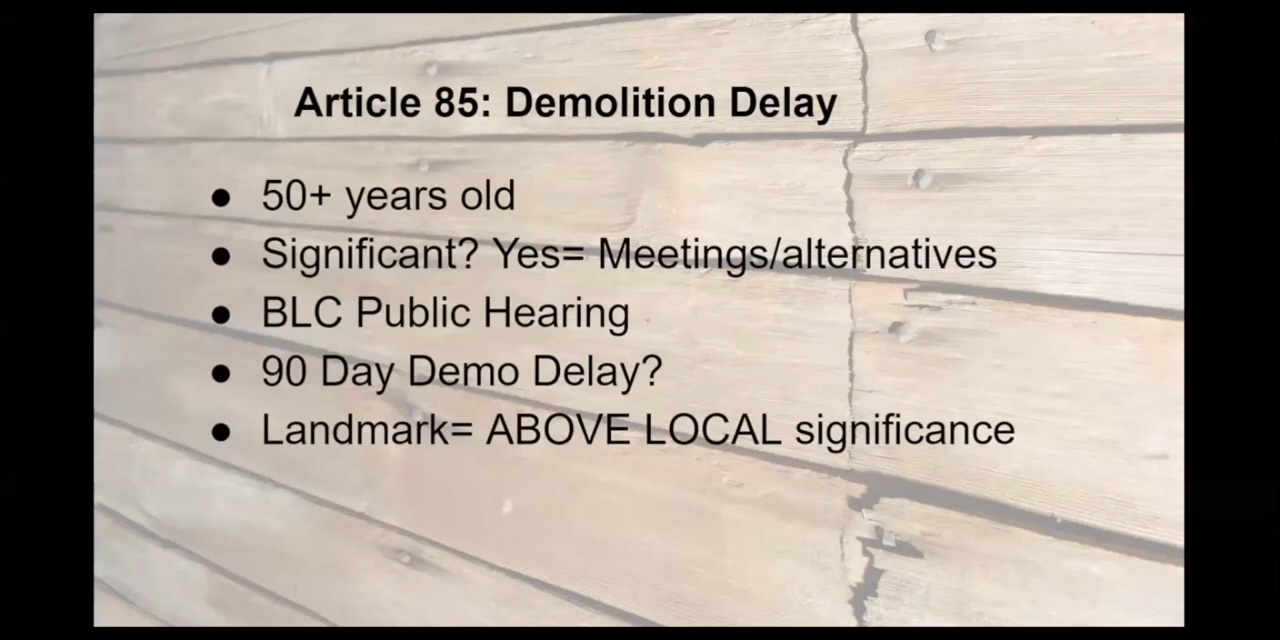 Article 85: Demolition Delay
● 50+ years old
● Significant? Yes= Meetings/alternatives
● BLC Public Hearing
● 90 Day Demo Delay?
● Landmark= ABOVE LOCAL significance